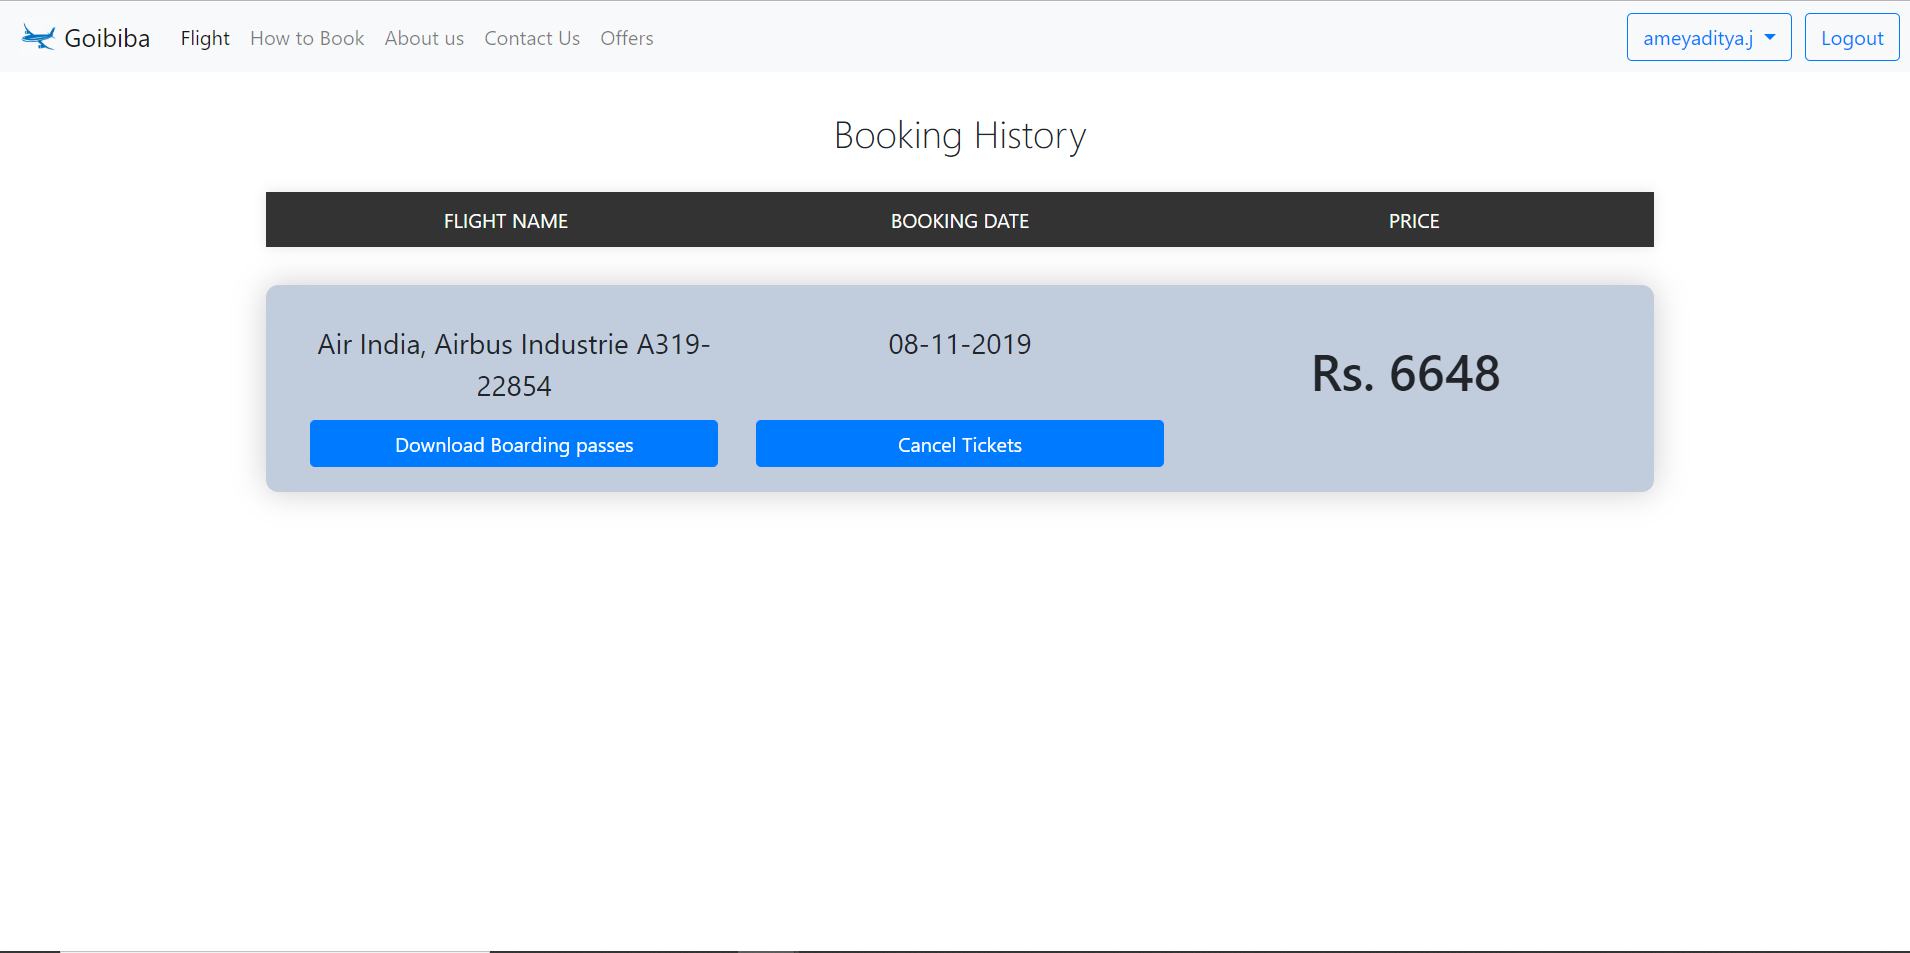 Goibiba Flight How to Book About us Contact Us Offers ameyaditya.j Logout
Booking History
FLIGHT NAME BOOKING DATE PRICE
Air India, Airbus Industrie A319-
22854
08-11-2019
Rs. 6648
Download Boarding passes
Cancel Tickets